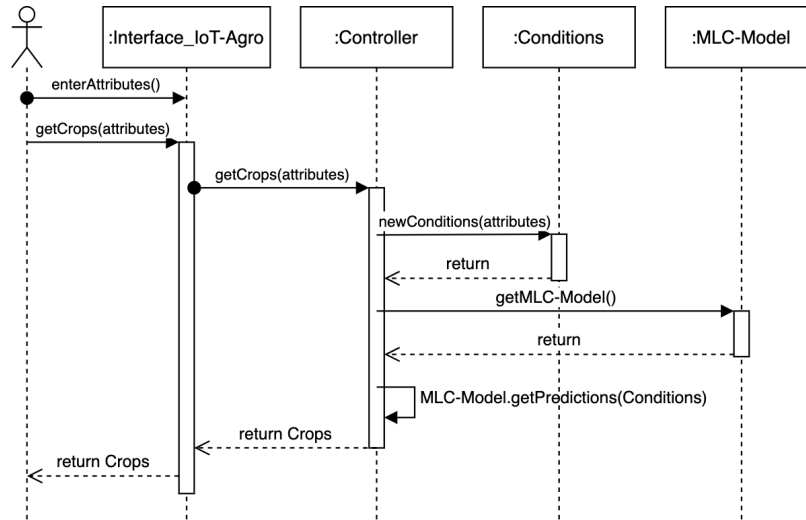 :Interface_IoT-Agro
:Controller
:Conditions
:MLC-Model
enterAttributes()
getCrops(attributes)
getCrops(attributes)
newConditions(attributes)
return
getMLC-Model()
return
MLC-Model.getPredictions(Conditions)
return Crops
return Crops